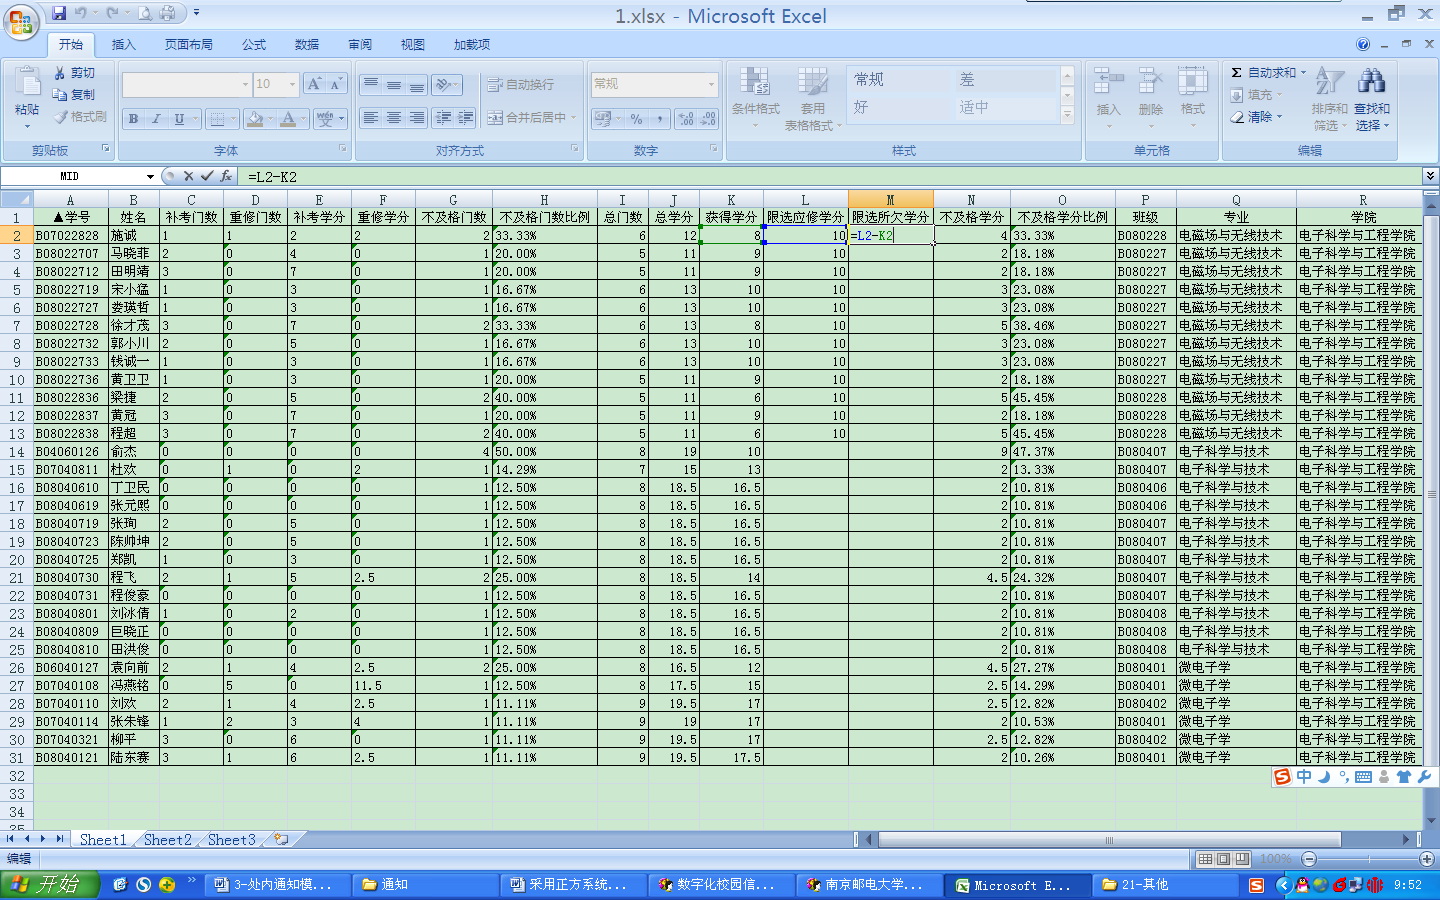 1.xlsx - Microsoft Excel
开始 插入 页面布局 公式 数据 审阅 视图 加载项
粘贴 剪切 复制 格式刷 剪贴板
10 A A B I U A 字体
自动换行 合并后居中 对齐方式
常规 % , 数字
条件格式 套用表格格式 常规 差 好 适中 样式
插入 删除 格式 单元格
Σ 自动求和 填充 清除 排序和筛选 查找和选择 编辑
MID fx =L2-K2
A B C D E F G H I J K L M N O P Q R
1 ▲学号 姓名 补考门数 重修门数 补考学分 重修学分 不及格门数 不及格门数比例 总门数 总学分 获得学分 限选应修学分 限选所欠学分 不及格学分 不及格学分比例 班级 专业 学院
2 B07022828 施诚 1 1 2 2 2 33.33% 6 12 8 10 =L2-K2 4 33.33% B080228 电磁场与无线技术 电子科学与工程学院
3 B08022707 马晓菲 2 0 4 0 1 20.00% 5 11 9 10 2 18.18% B080227 电磁场与无线技术 电子科学与工程学院
4 B08022712 田明靖 3 0 7 0 1 20.00% 5 11 9 10 2 18.18% B080227 电磁场与无线技术 电子科学与工程学院
5 B08022719 宋小猛 1 0 3 0 1 16.67% 6 13 10 10 3 23.08% B080227 电磁场与无线技术 电子科学与工程学院
6 B08022727 娄瑛哲 1 0 3 0 1 16.67% 6 13 10 10 3 23.08% B080227 电磁场与无线技术 电子科学与工程学院
7 B08022728 徐才茂 3 0 7 0 2 33.33% 6 13 8 10 5 38.46% B080227 电磁场与无线技术 电子科学与工程学院
8 B08022732 郭小川 2 0 5 0 1 16.67% 6 13 10 10 3 23.08% B080227 电磁场与无线技术 电子科学与工程学院
9 B08022733 钱诚一 1 0 3 0 1 16.67% 6 13 10 10 3 23.08% B080227 电磁场与无线技术 电子科学与工程学院
10 B08022736 黄卫卫 1 0 3 0 1 20.00% 5 11 9 10 2 18.18% B080227 电磁场与无线技术 电子科学与工程学院
11 B08022836 梁捷 2 0 5 0 2 40.00% 5 11 6 10 5 45.45% B080228 电磁场与无线技术 电子科学与工程学院
12 B08022837 黄冠 3 0 7 0 1 20.00% 5 11 9 10 2 18.18% B080228 电磁场与无线技术 电子科学与工程学院
13 B08022838 程超 3 0 7 0 2 40.00% 5 11 6 10 5 45.45% B080228 电磁场与无线技术 电子科学与工程学院
14 B04060126 俞杰 0 0 0 0 4 50.00% 8 19 10 9 47.37% B080407 电子科学与技术 电子科学与工程学院
15 B07040811 杜欢 0 1 0 2 1 14.29% 7 15 13 2 13.33% B080407 电子科学与技术 电子科学与工程学院
16 B08040610 丁卫民 0 0 0 0 1 12.50% 8 18.5 16.5 2 10.81% B080406 电子科学与技术 电子科学与工程学院
17 B08040619 张元熙 0 0 0 0 1 12.50% 8 18.5 16.5 2 10.81% B080406 电子科学与技术 电子科学与工程学院
18 B08040719 张珣 2 0 5 0 1 12.50% 8 18.5 16.5 2 10.81% B080407 电子科学与技术 电子科学与工程学院
19 B08040723 陈帅坤 2 0 5 0 1 12.50% 8 18.5 16.5 2 10.81% B080407 电子科学与技术 电子科学与工程学院
20 B08040725 郑凯 1 0 3 0 1 12.50% 8 18.5 16.5 2 10.81% B080407 电子科学与技术 电子科学与工程学院
21 B08040730 程飞 2 1 5 2.5 2 25.00% 8 18.5 14 4.5 24.32% B080407 电子科学与技术 电子科学与工程学院
22 B08040731 程俊豪 0 0 0 0 1 12.50% 8 18.5 16.5 2 10.81% B080407 电子科学与技术 电子科学与工程学院
23 B08040801 刘冰倩 1 0 2 0 1 12.50% 8 18.5 16.5 2 10.81% B080408 电子科学与技术 电子科学与工程学院
24 B08040809 巨晓正 0 0 0 0 1 12.50% 8 18.5 16.5 2 10.81% B080408 电子科学与技术 电子科学与工程学院
25 B08040810 田洪俊 0 0 0 0 1 12.50% 8 18.5 16.5 2 10.81% B080408 电子科学与技术 电子科学与工程学院
26 B06040127 袁向前 2 1 4 2.5 2 25.00% 8 16.5 12 4.5 27.27% B080401 微电子学 电子科学与工程学院
27 B07040108 冯燕铭 0 5 0 11.5 1 12.50% 8 17.5 15 2.5 14.29% B080401 微电子学 电子科学与工程学院
28 B07040110 刘欢 2 1 4 2.5 1 11.11% 9 19.5 17 2.5 12.82% B080402 微电子学 电子科学与工程学院
29 B07040114 张朱锋 1 2 3 4 1 11.11% 9 19 17 2 10.53% B080401 微电子学 电子科学与工程学院
30 B07040321 柳平 3 0 6 0 1 11.11% 9 19.5 17 2.5 12.82% B080402 微电子学 电子科学与工程学院
31 B08040121 陆东赛 3 1 6 2.5 1 11.11% 9 19.5 17.5 2 10.26% B080401 微电子学 电子科学与工程学院
32
33
34
35
S 中
Sheet1 Sheet2 Sheet3
编辑 100%
开始 3-处内通知模... 通知 采用正方系统... 数字化校园信... 南京邮电大学... Microsoft E... 21-其他 9:52